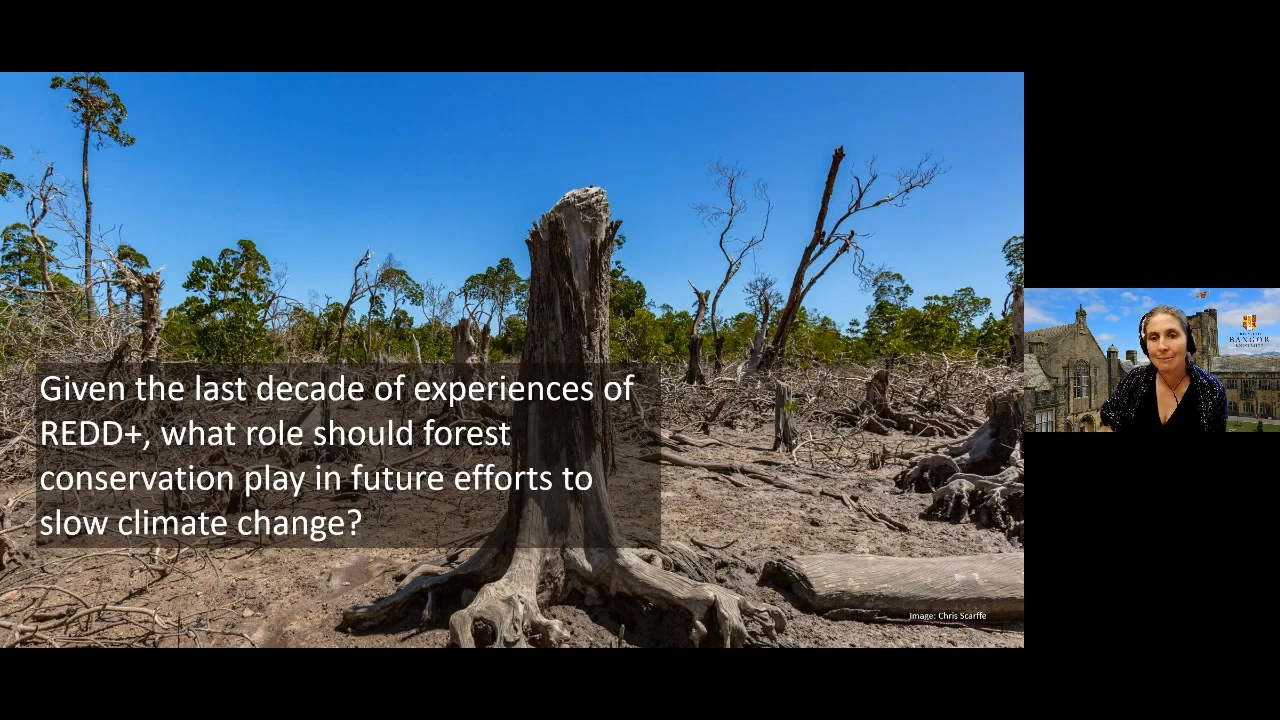 Given the last decade of experiences of
REDD+, what role should forest
conservation play in future efforts to
slow climate change?
Image: Chris Scarffe
BANGOR
UNIVERSITY